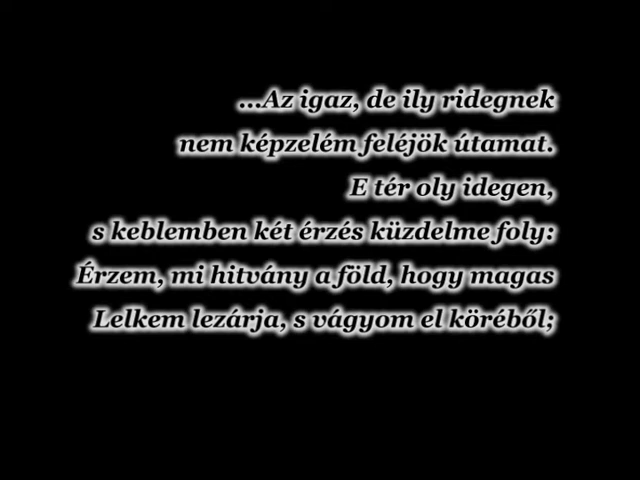 ...Az igaz, de ily ridegnek
nem képzelém feléjök útamat.
E tér oly idegen,
s keblemben két érzés küzdelme foly:
Érzem, mi hitvány a föld, hogy magas
Lelkem lezárja, s vágyom el köréből;